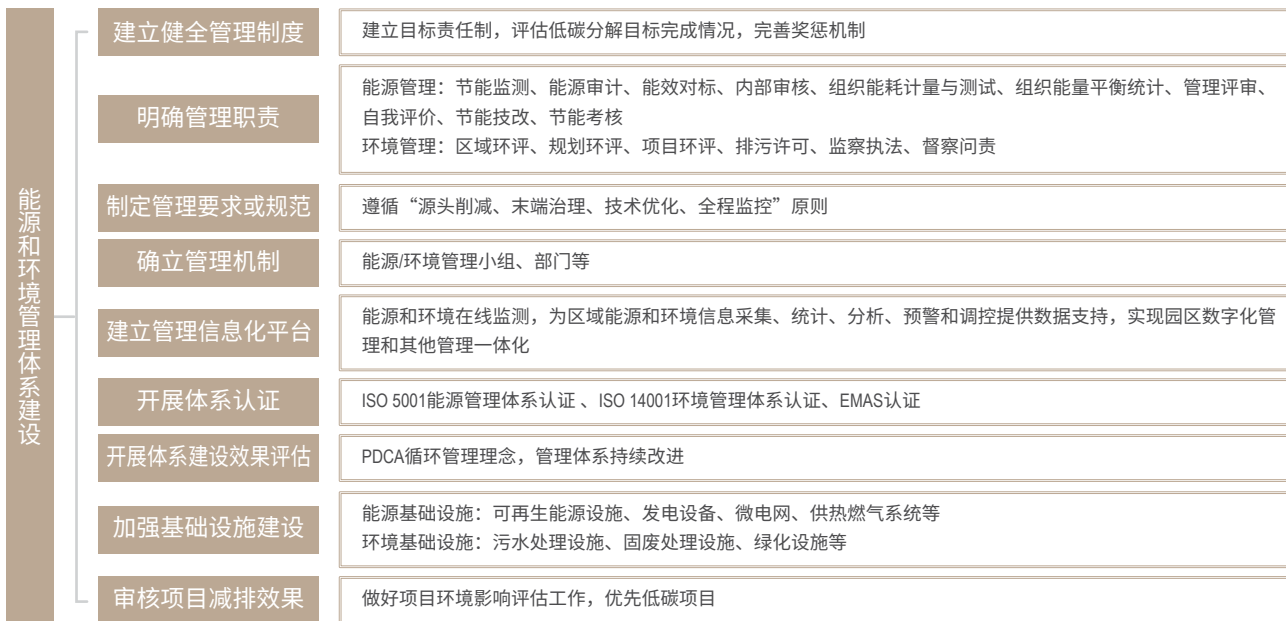 能源和环境管理体系建设
建立健全管理制度
建立目标责任制，评估低碳分解目标完成情况，完善奖惩机制
明确管理职责
能源管理：节能监测、能源审计、能效对标、内部审核、组织能耗计量与测试、组织能量平衡统计、管理评审、
自我评价、节能技改、节能考核
环境管理：区域环评、规划环评、项目环评、排污许可、监察执法、督察问责
制定管理要求或规范
遵循“源头削减、末端治理、技术优化、全程监控”原则
确立管理机制
能源/环境管理小组、部门等
建立管理信息化平台
能源和环境在线监测，为区域能源和环境信息采集、统计、分析、预警和调控提供数据支持，实现园区数字化管
理和其他管理一体化
开展体系认证
ISO 5001能源管理体系认证 、ISO 14001环境管理体系认证、EMAS认证
开展体系建设效果评估
PDCA循环管理理念，管理体系持续改进
加强基础设施建设
能源基础设施：可再生能源设施、发电设备、微电网、供热燃气系统等
环境基础设施：污水处理设施、固废处理设施、绿化设施等
审核项目减排效果
做好项目环境影响评估工作，优先低碳项目